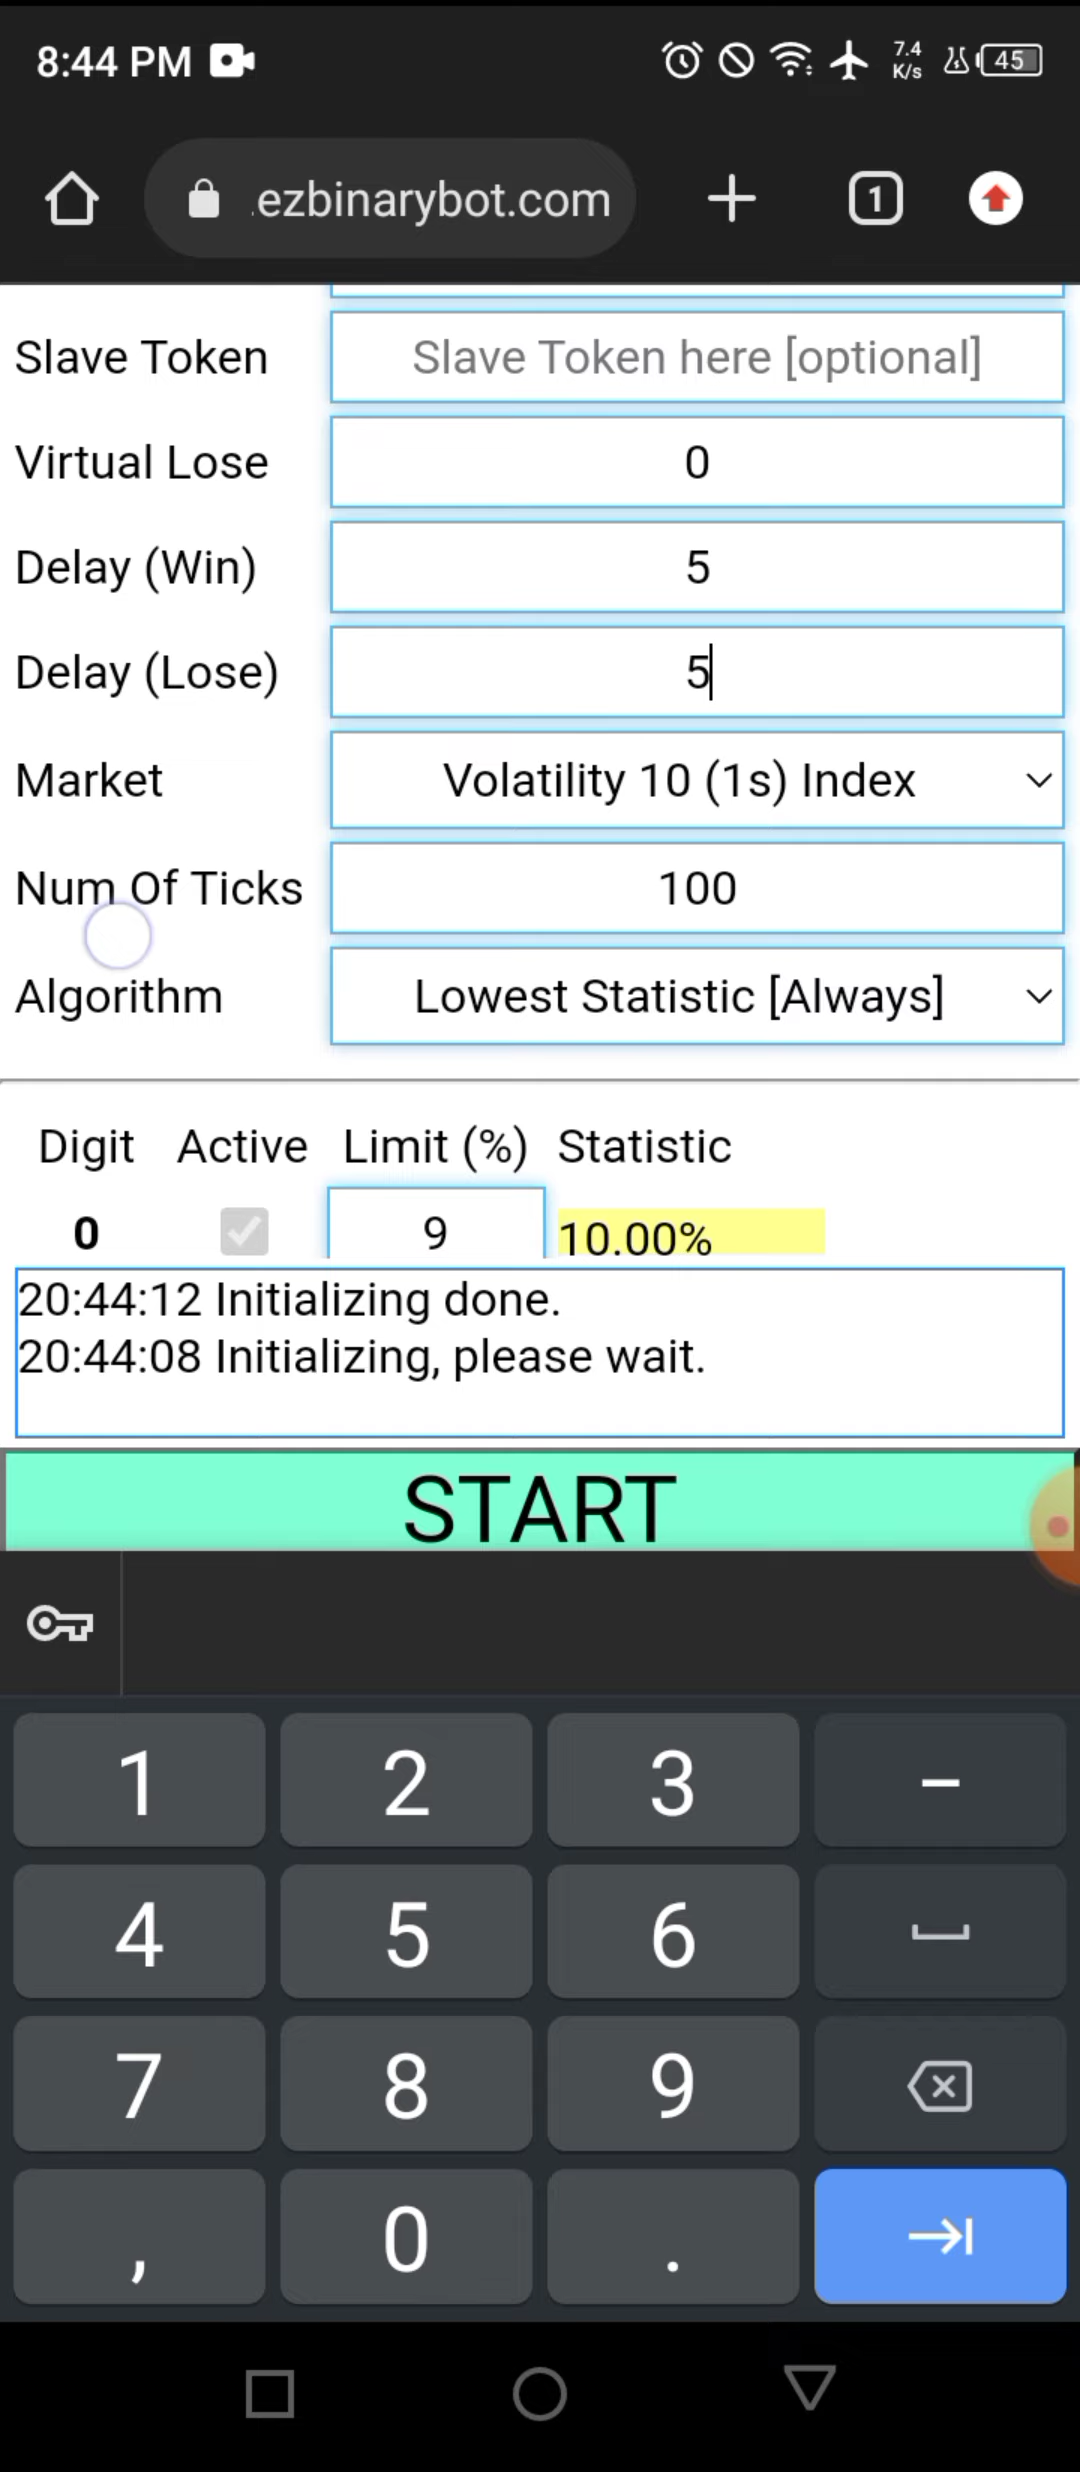 8:44 PM
7.4
K/s
45
.ezbinarybot.com
1
Slave Token
Slave Token here [optional]
Virtual Lose
0
Delay (Win)
5
Delay (Lose)
5
Market
Volatility 10 (1s) Index
Num Of Ticks
100
Algorithm
Lowest Statistic [Always]
Digit Active Limit (%) Statistic
0 9 10.00%
20:44:12 Initializing done.
20:44:08 Initializing, please wait.
START
1 2 3 –
4 5 6
7 8 9
, 0 .